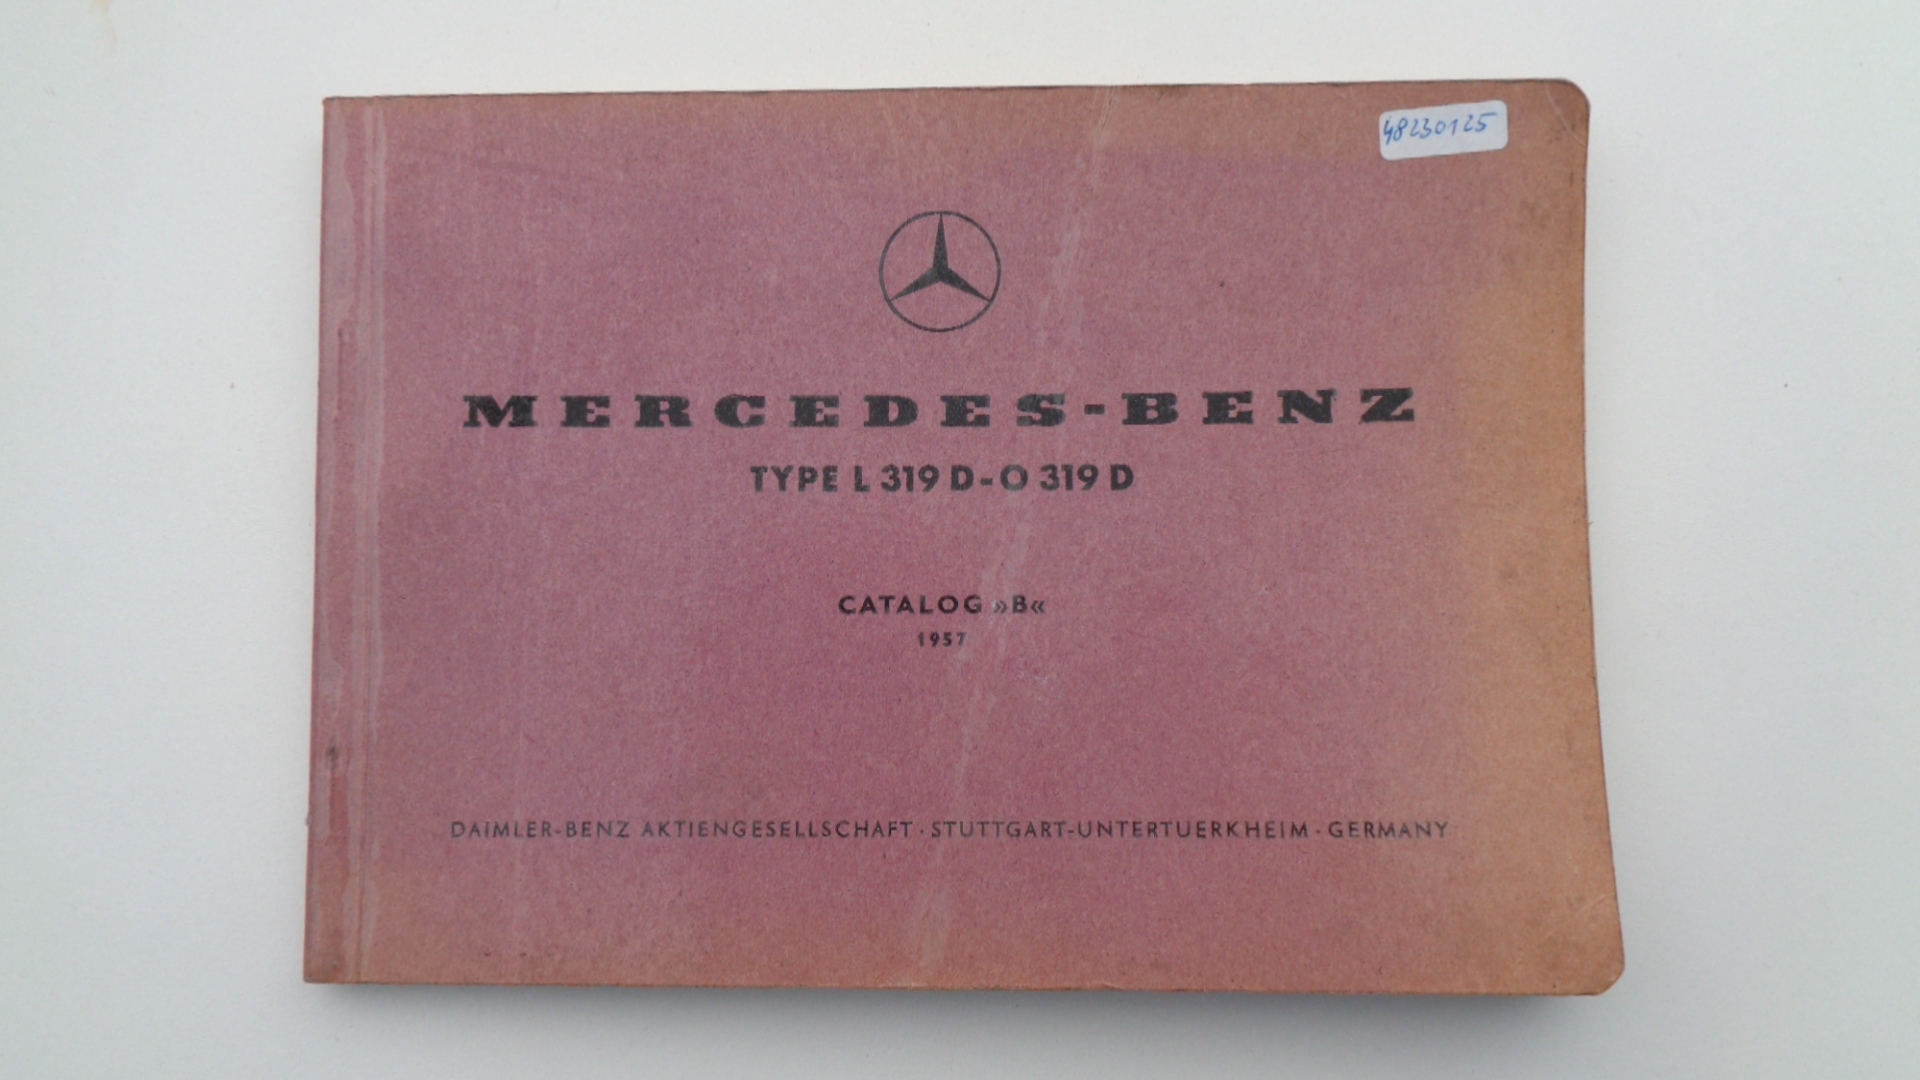 48230125
MERCEDES-BENZ
TYPE L 319 D-O 319 D
CATALOG »B«
1957
DAIMLER-BENZ AKTIENGESELLSCHAFT · STUTTGART-UNTERTUERKHEIM · GERMANY